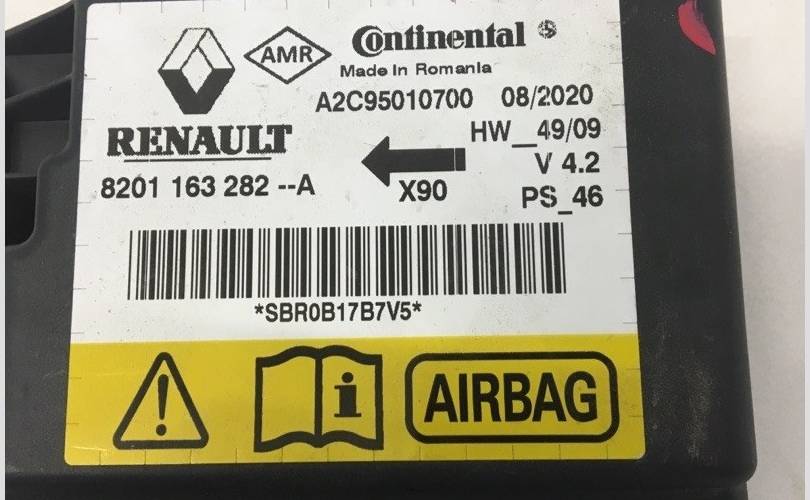 AMR
Continental
Made In Romania
A2C95010700 08/2020
RENAULT
HW__49/09
V 4.2
8201 163 282 --A
X90
PS_46
*SBR0B17B7V5*
AIRBAG